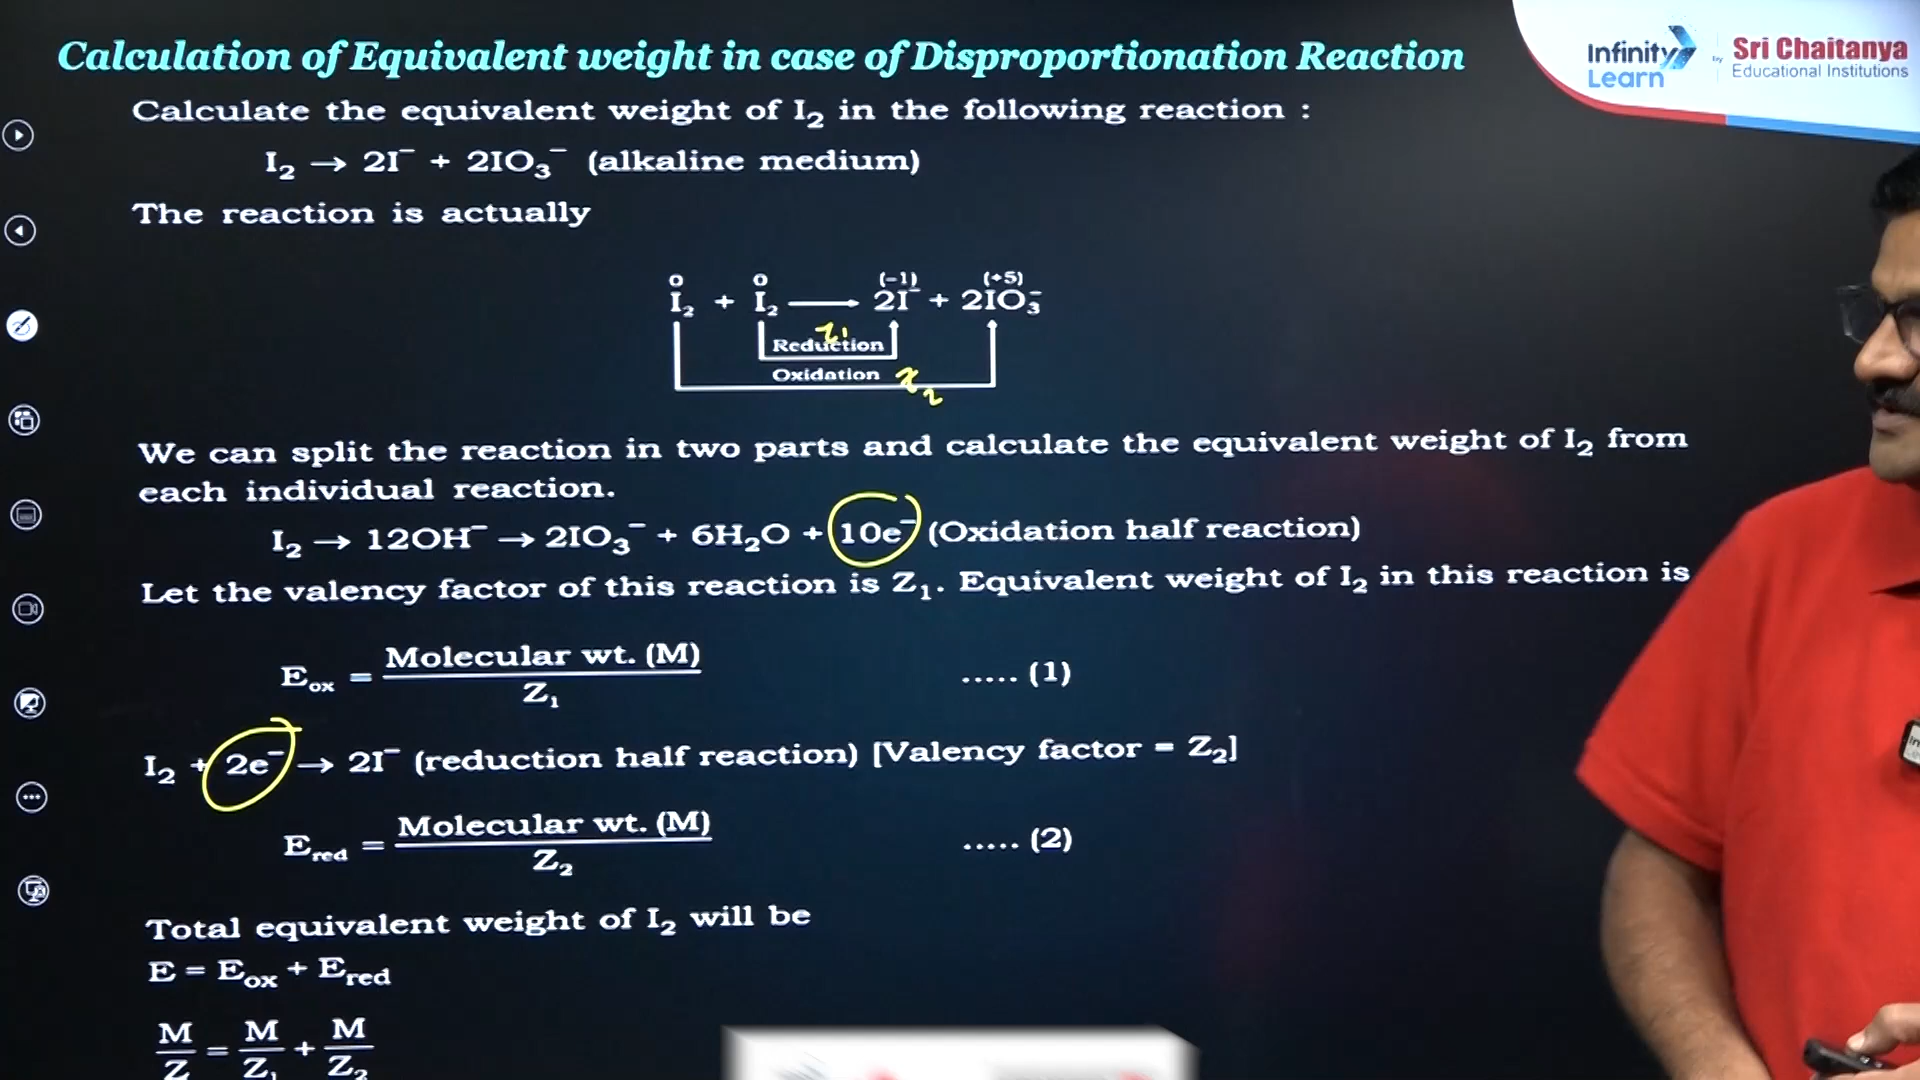 Calculation of Equivalent weight in case of Disproportionation Reaction
Infinity Learn by Sri Chaitanya Educational Institutions
Calculate the equivalent weight of I₂ in the following reaction :
I₂ → 2I⁻ + 2IO₃⁻ (alkaline medium)
The reaction is actually
0 0 (-1) (+5)
I₂ + I₂ ⟶ 2I⁻ + 2IO₃⁻
z₁
Reduction
Oxidation z₂
We can split the reaction in two parts and calculate the equivalent weight of I₂ from
each individual reaction.
I₂ → 12OH⁻ → 2IO₃⁻ + 6H₂O + 10e⁻ (Oxidation half reaction)
Let the valency factor of this reaction is Z₁. Equivalent weight of I₂ in this reaction is
Eₒₓ = Molecular wt. (M) / Z₁ ..... (1)
I₂ + 2e⁻ → 2I⁻ (reduction half reaction) [Valency factor = Z₂]
E_red = Molecular wt. (M) / Z₂ ..... (2)
Total equivalent weight of I₂ will be
E = Eₒₓ + E_red
M/Z = M/Z₁ + M/Z₂